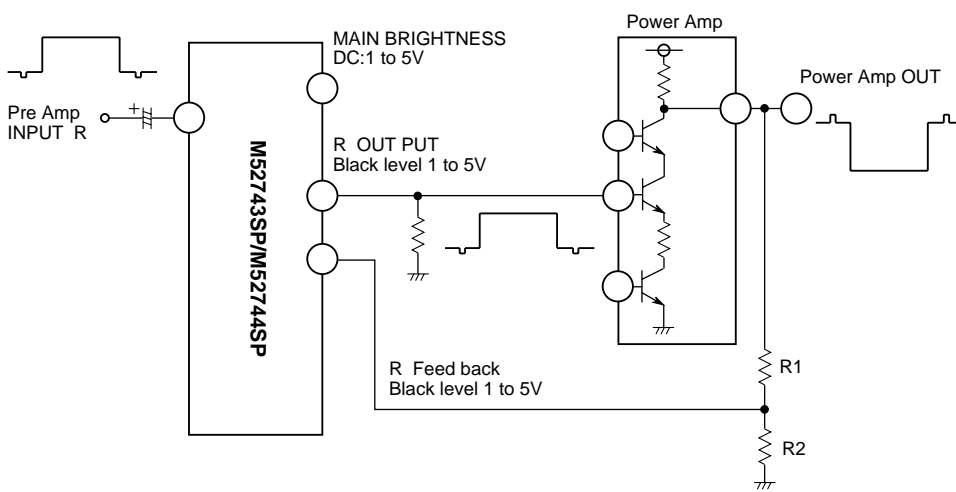 Power Amp
MAIN BRIGHTNESS
DC:1 to 5V
Power Amp OUT
Pre Amp
INPUT  R
+
R  OUT PUT
Black level 1 to 5V
M52743SP/M52744SP
R  Feed back
Black level 1 to 5V
R1
R2